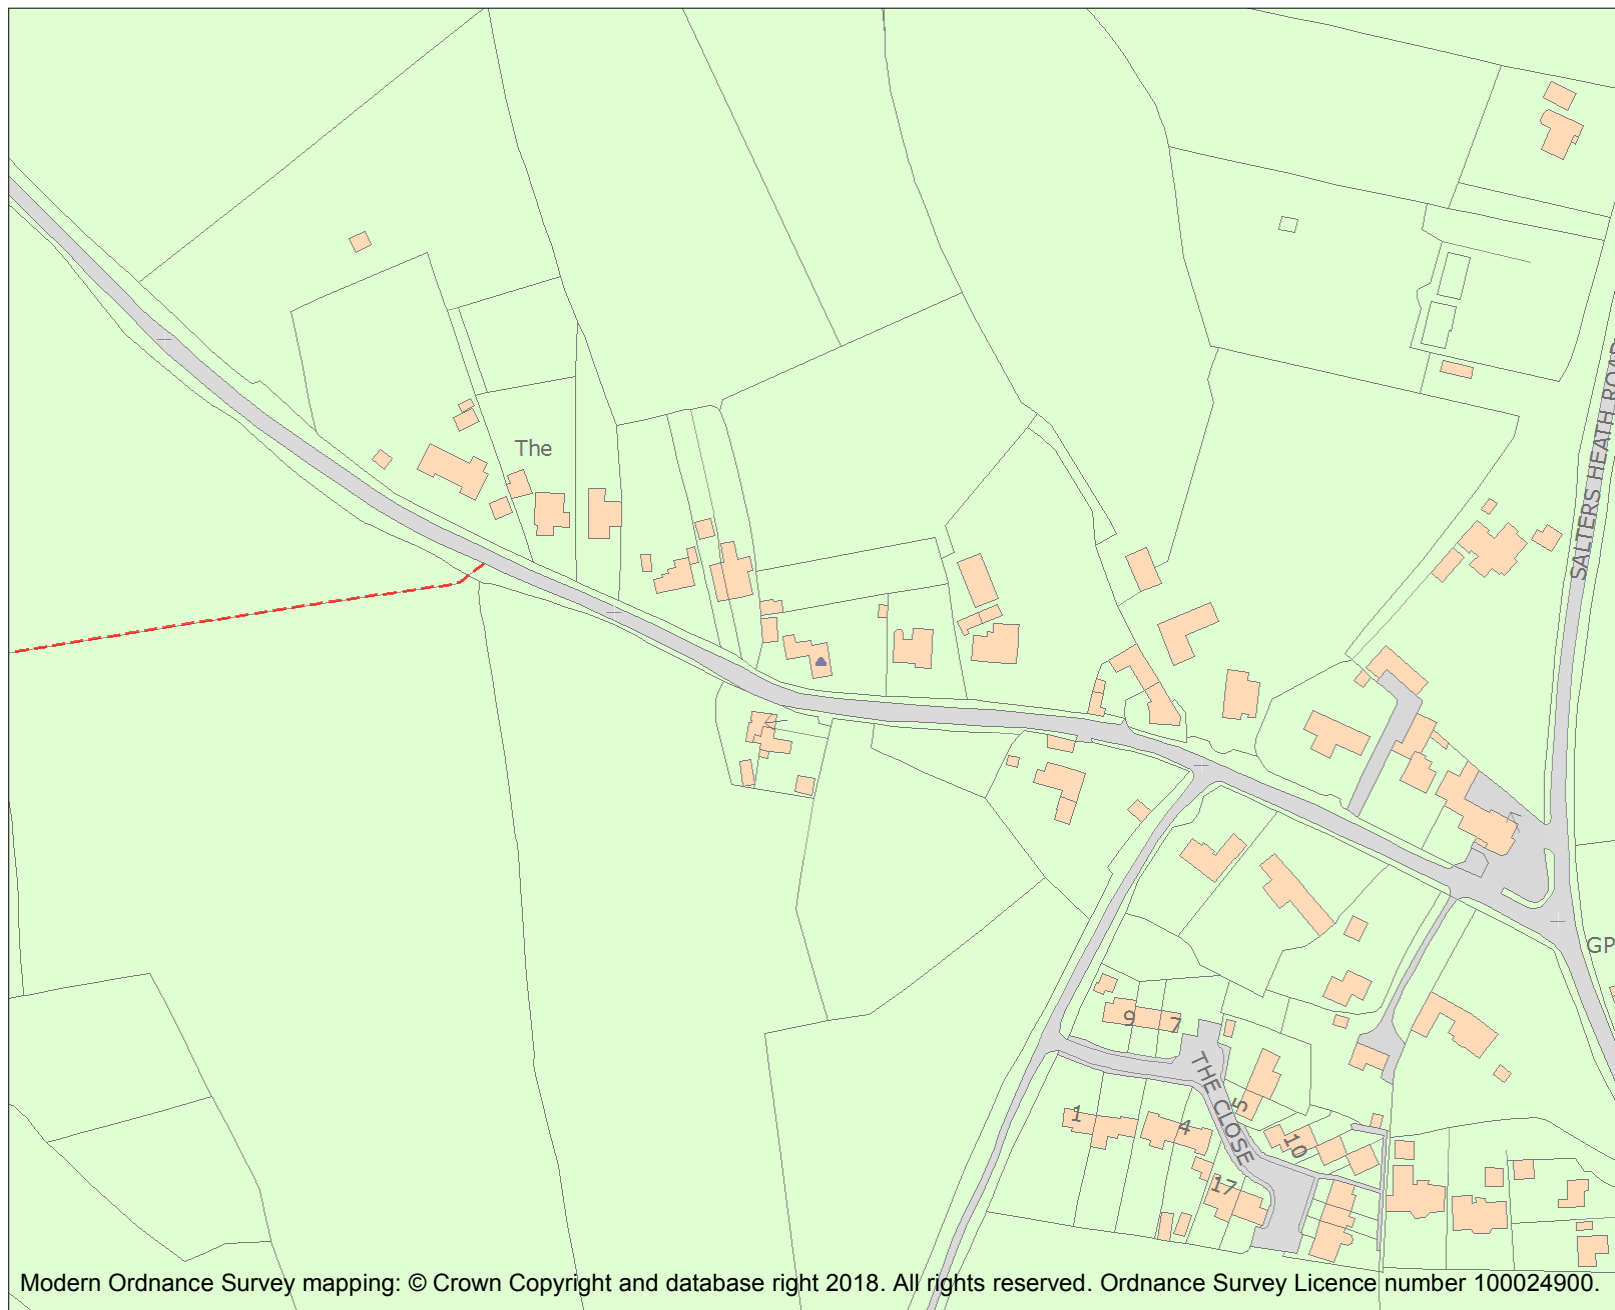 The
SALTERS HEATH ROAD
GP
9
7
THE CLOSE
5
1
4
10
17
Modern Ordnance Survey mapping: © Crown Copyright and database right 2018. All rights reserved. Ordnance Survey Licence number 100024900.